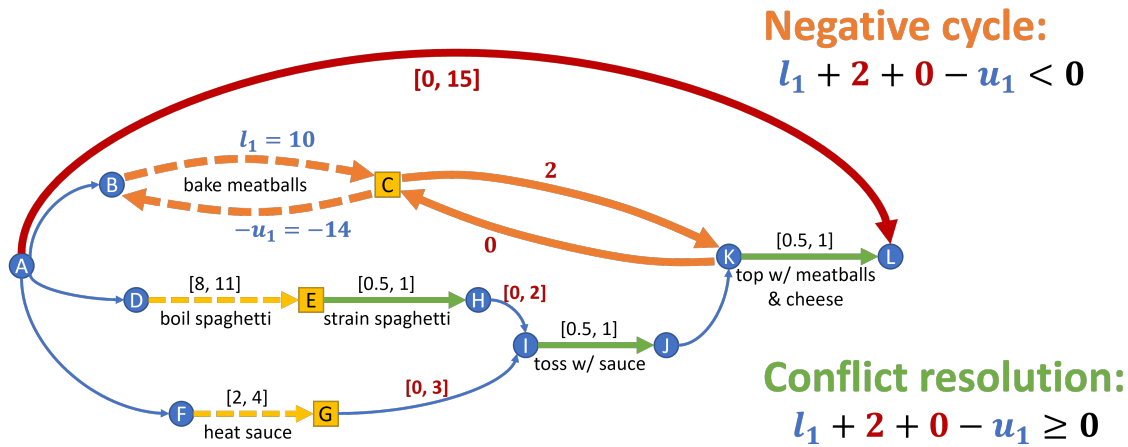 Negative cycle:
l₁ + 2 + 0 − u₁ < 0
[0, 15]
l₁ = 10
B
bake meatballs
C
2
−u₁ = −14
0
A
K
[0.5, 1]
L
top w/ meatballs
& cheese
D
[8, 11]
boil spaghetti
E
[0.5, 1]
strain spaghetti
H
[0, 2]
I
[0.5, 1]
toss w/ sauce
J
F
[2, 4]
heat sauce
G
[0, 3]
Conflict resolution:
l₁ + 2 + 0 − u₁ ≥ 0